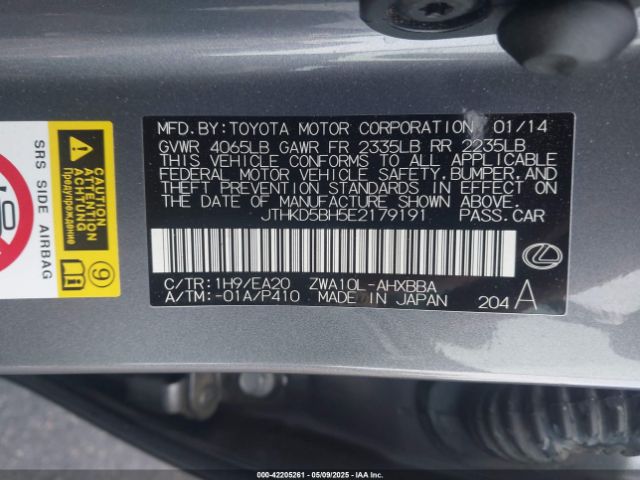 MFD.BY:TOYOTA MOTOR CORPORATION 01/14
GVWR 4065LB GAWR FR 2335LB RR 2235LB
THIS VEHICLE CONFORMS TO ALL APPLICABLE
FEDERAL MOTOR VEHICLE SAFETY,BUMPER,AND
THEFT PREVENTION STANDARDS IN EFFECT ON
THE DATE OF MANUFACTURE SHOWN ABOVE.
JTHKD5BH5E2179191 PASS.CAR
C/TR:1H9/EA20 ZWA10L-AHXBBA
A/TM:-01A/P410 MADE IN JAPAN 204 A
SRS SIDE AIRBAG
ATTENTION
ACHTUNG
Предупреждение
9
000-42205261 - 05/09/2025 - IAAI, Inc.